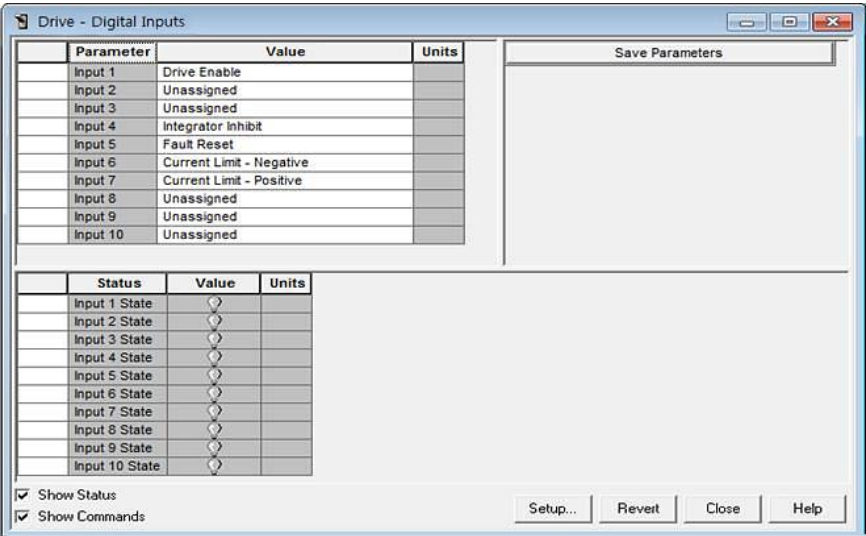 Drive - Digital Inputs
Parameter Value Units
Save Parameters
Input 1 Drive Enable
Input 2 Unassigned
Input 3 Unassigned
Input 4 Integrator Inhibit
Input 5 Fault Reset
Input 6 Current Limit - Negative
Input 7 Current Limit - Positive
Input 8 Unassigned
Input 9 Unassigned
Input 10 Unassigned
Status Value Units
Input 1 State
Input 2 State
Input 3 State
Input 4 State
Input 5 State
Input 6 State
Input 7 State
Input 8 State
Input 9 State
Input 10 State
Show Status
Show Commands
Setup... Revert Close Help